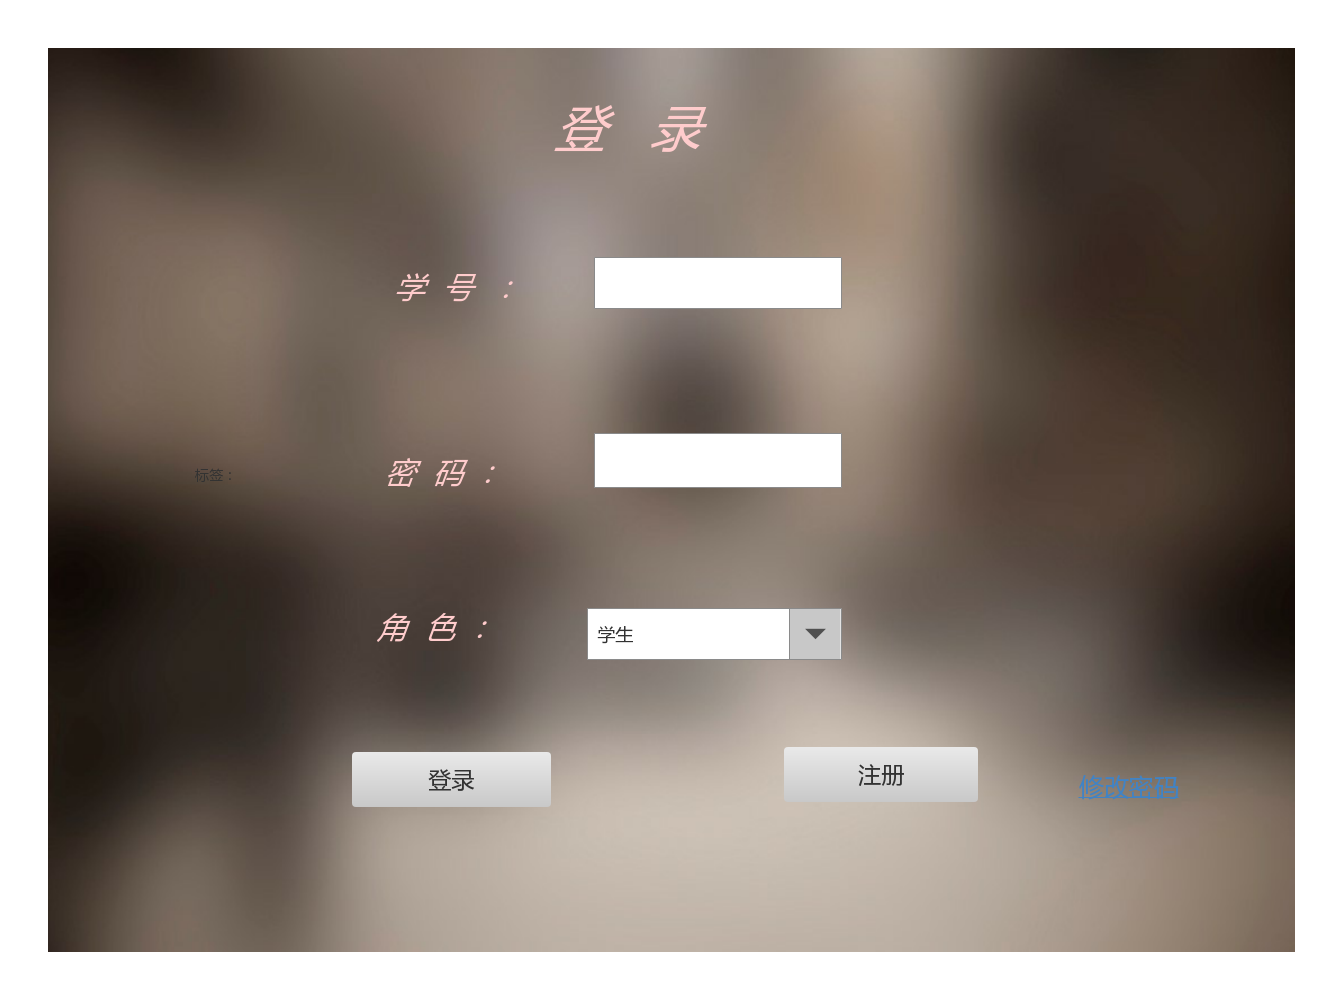 登 录
学 号 ：
标签：
密 码 ：
角 色 ：
学生
登录
注册
修改密码